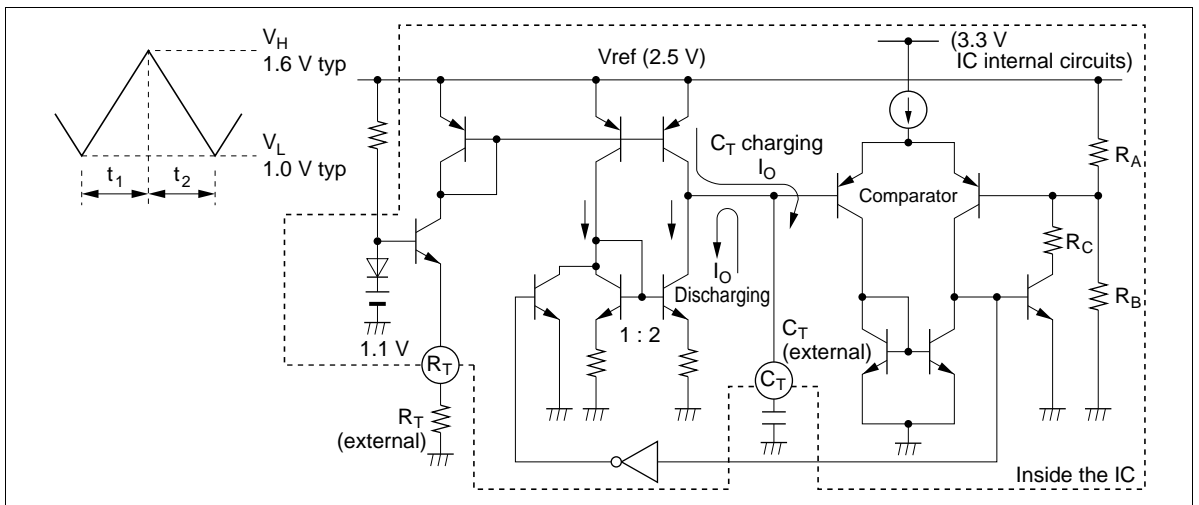 V_H
1.6 V typ
V_L
1.0 V typ
t_1
t_2
Vref (2.5 V)
(3.3 V
IC internal circuits)
C_T charging
I_O
Comparator
R_A
R_C
R_B
I_O
Discharging
1 : 2
1.1 V
R_T
R_T
(external)
C_T
(external)
C_T
Inside the IC